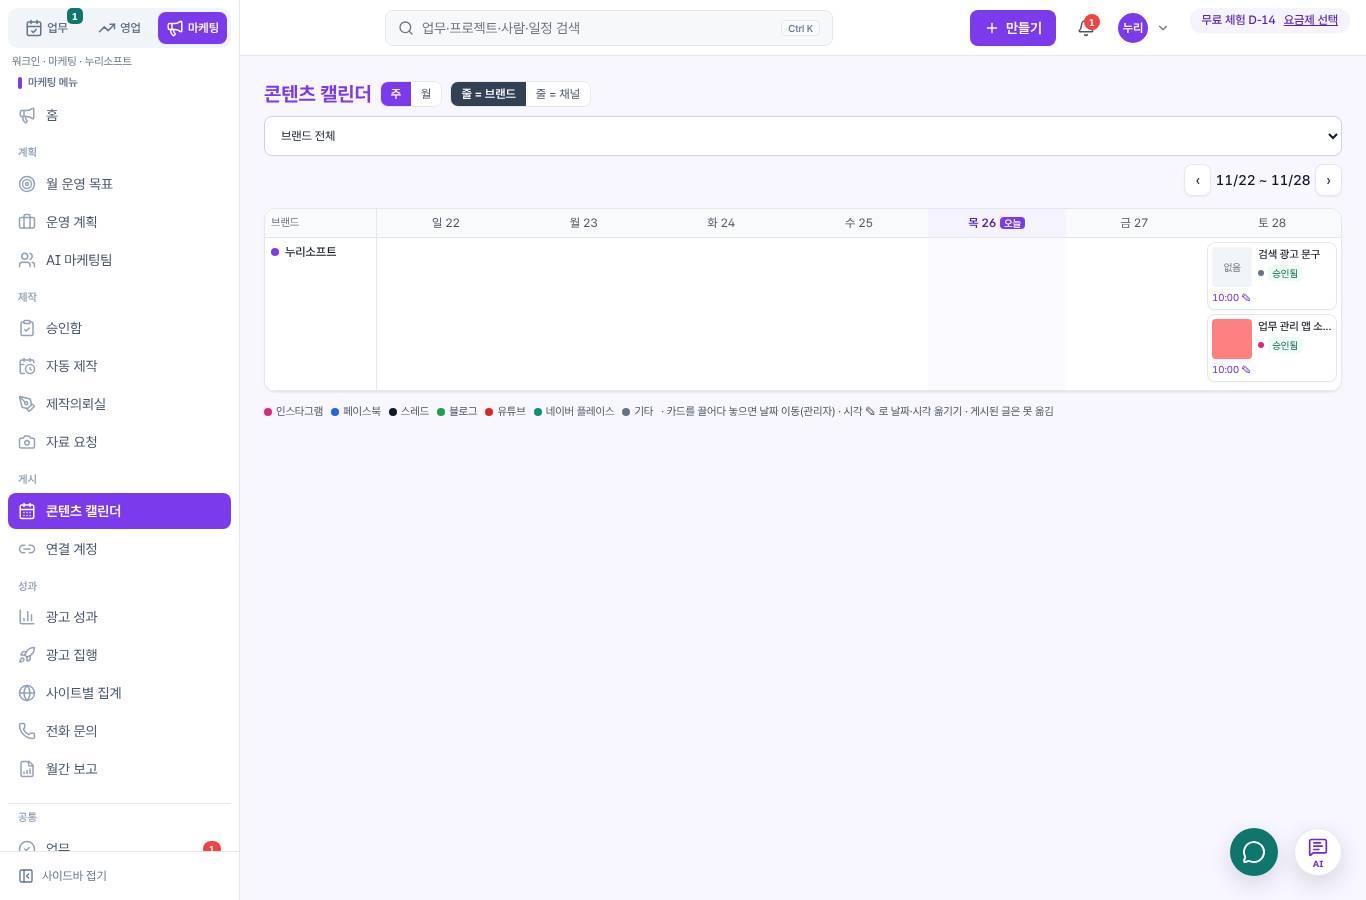 업무 1 영업 마케팅
워크인 · 마케팅 · 누리소프트
마케팅 메뉴
홈
계획
월 운영 목표
운영 계획
AI 마케팅팀
제작
승인함
자동 제작
제작의뢰실
자료 요청
게시
콘텐츠 캘린더
연결 계정
성과
광고 성과
광고 집행
사이트별 집계
전화 문의
월간 보고
공통
업무 1
사이드바 접기
업무·프로젝트·사람·일정 검색 Ctrl K
만들기
1
누리
무료 체험 D-14 요금제 선택
콘텐츠 캘린더 주 월 줄 = 브랜드 줄 = 채널
브랜드 전체
‹ 11/22 ~ 11/28 ›
브랜드 일 22 월 23 화 24 수 25 목 26 오늘 금 27 토 28
누리소프트
없음 검색 광고 문구
승인됨
10:00 ✎
업무 관리 앱 소...
승인됨
10:00 ✎
인스타그램 페이스북 스레드 블로그 유튜브 네이버 플레이스 기타 · 카드를 끌어다 놓으면 날짜 이동(관리자) · 시각 ✎ 로 날짜·시각 옮기기 · 게시된 글은 못 옮김
AI